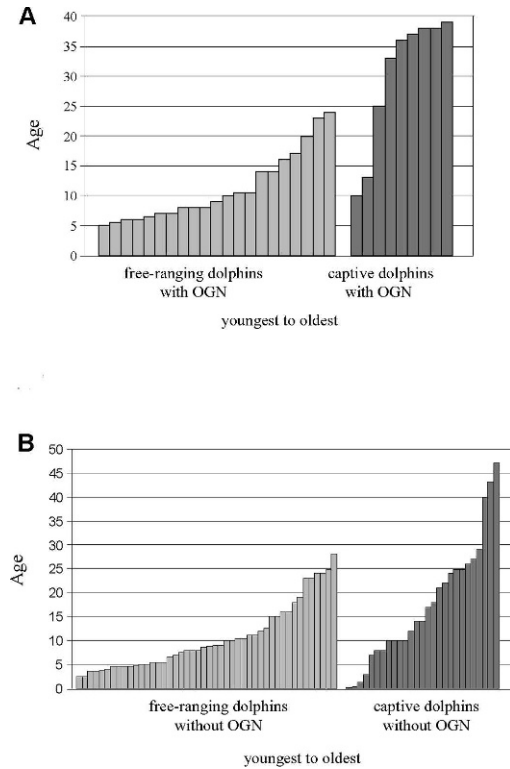 A
40
35
30
25
20
15
10
5
0
Age
free-ranging dolphins
with OGN
captive dolphins
with OGN
youngest to oldest
B
50
45
40
35
30
25
20
15
10
5
0
Age
free-ranging dolphins
without OGN
captive dolphins
without OGN
youngest to oldest